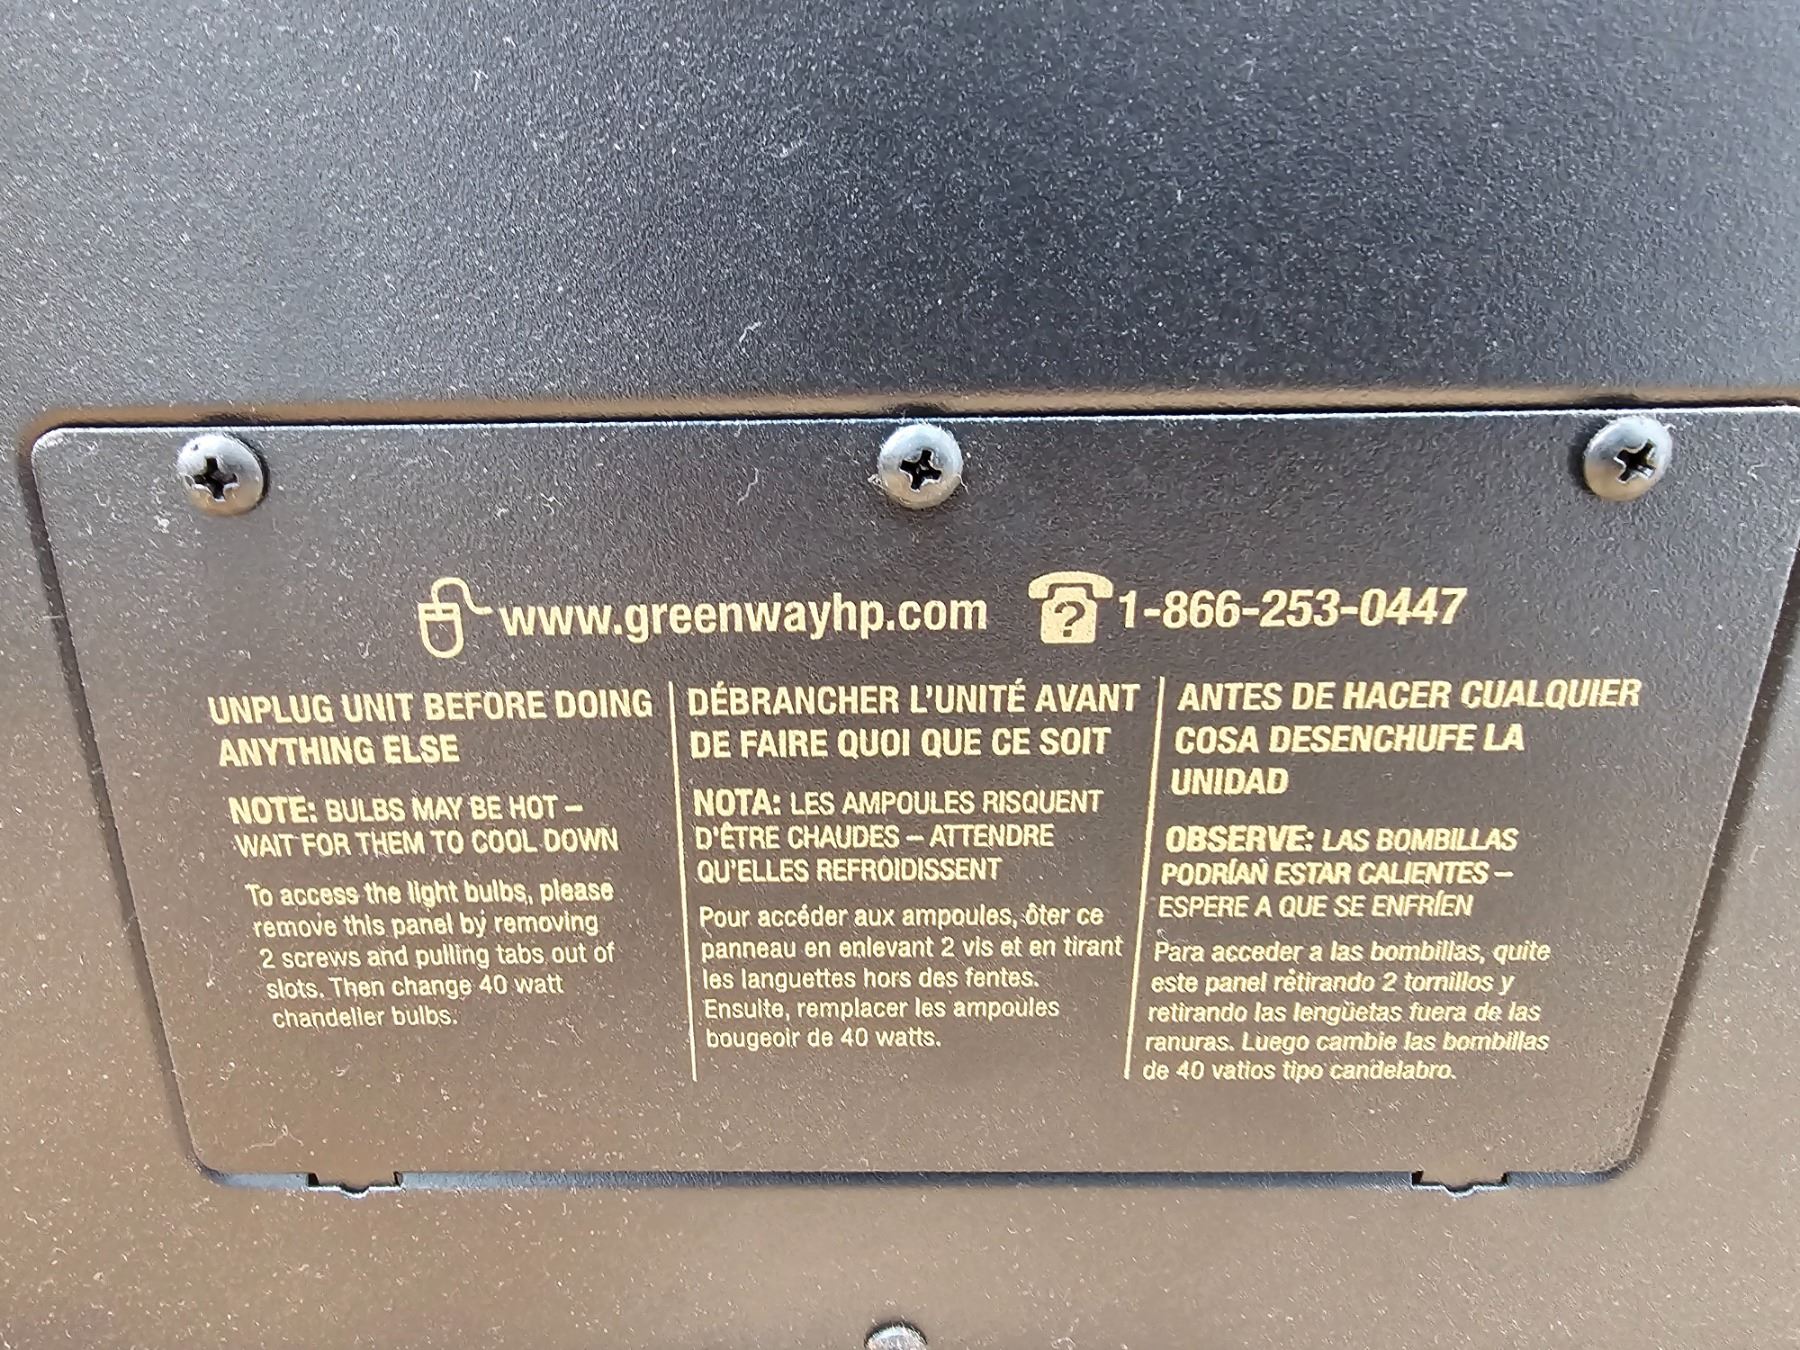 www.greenwayhp.com ? 1-866-253-0447
UNPLUG UNIT BEFORE DOING
ANYTHING ELSE
NOTE: BULBS MAY BE HOT –
WAIT FOR THEM TO COOL DOWN
To access the light bulbs, please
remove this panel by removing
2 screws and pulling tabs out of
slots. Then change 40 watt
chandelier bulbs.
DÉBRANCHER L'UNITÉ AVANT
DE FAIRE QUOI QUE CE SOIT
NOTA: LES AMPOULES RISQUENT
D'ÊTRE CHAUDES – ATTENDRE
QU'ELLES REFROIDISSENT
Pour accéder aux ampoules, ôter ce
panneau en enlevant 2 vis et en tirant
les languettes hors des fentes.
Ensuite, remplacer les ampoules
bougeoir de 40 watts.
ANTES DE HACER CUALQUIER
COSA DESENCHUFE LA
UNIDAD
OBSERVE: LAS BOMBILLAS
PODRÍAN ESTAR CALIENTES –
ESPERE A QUE SE ENFRÍEN
Para acceder a las bombillas, quite
este panel retirando 2 tornillos y
retirando las lengüetas fuera de las
ranuras. Luego cambie las bombillas
de 40 vatios tipo candelabro.